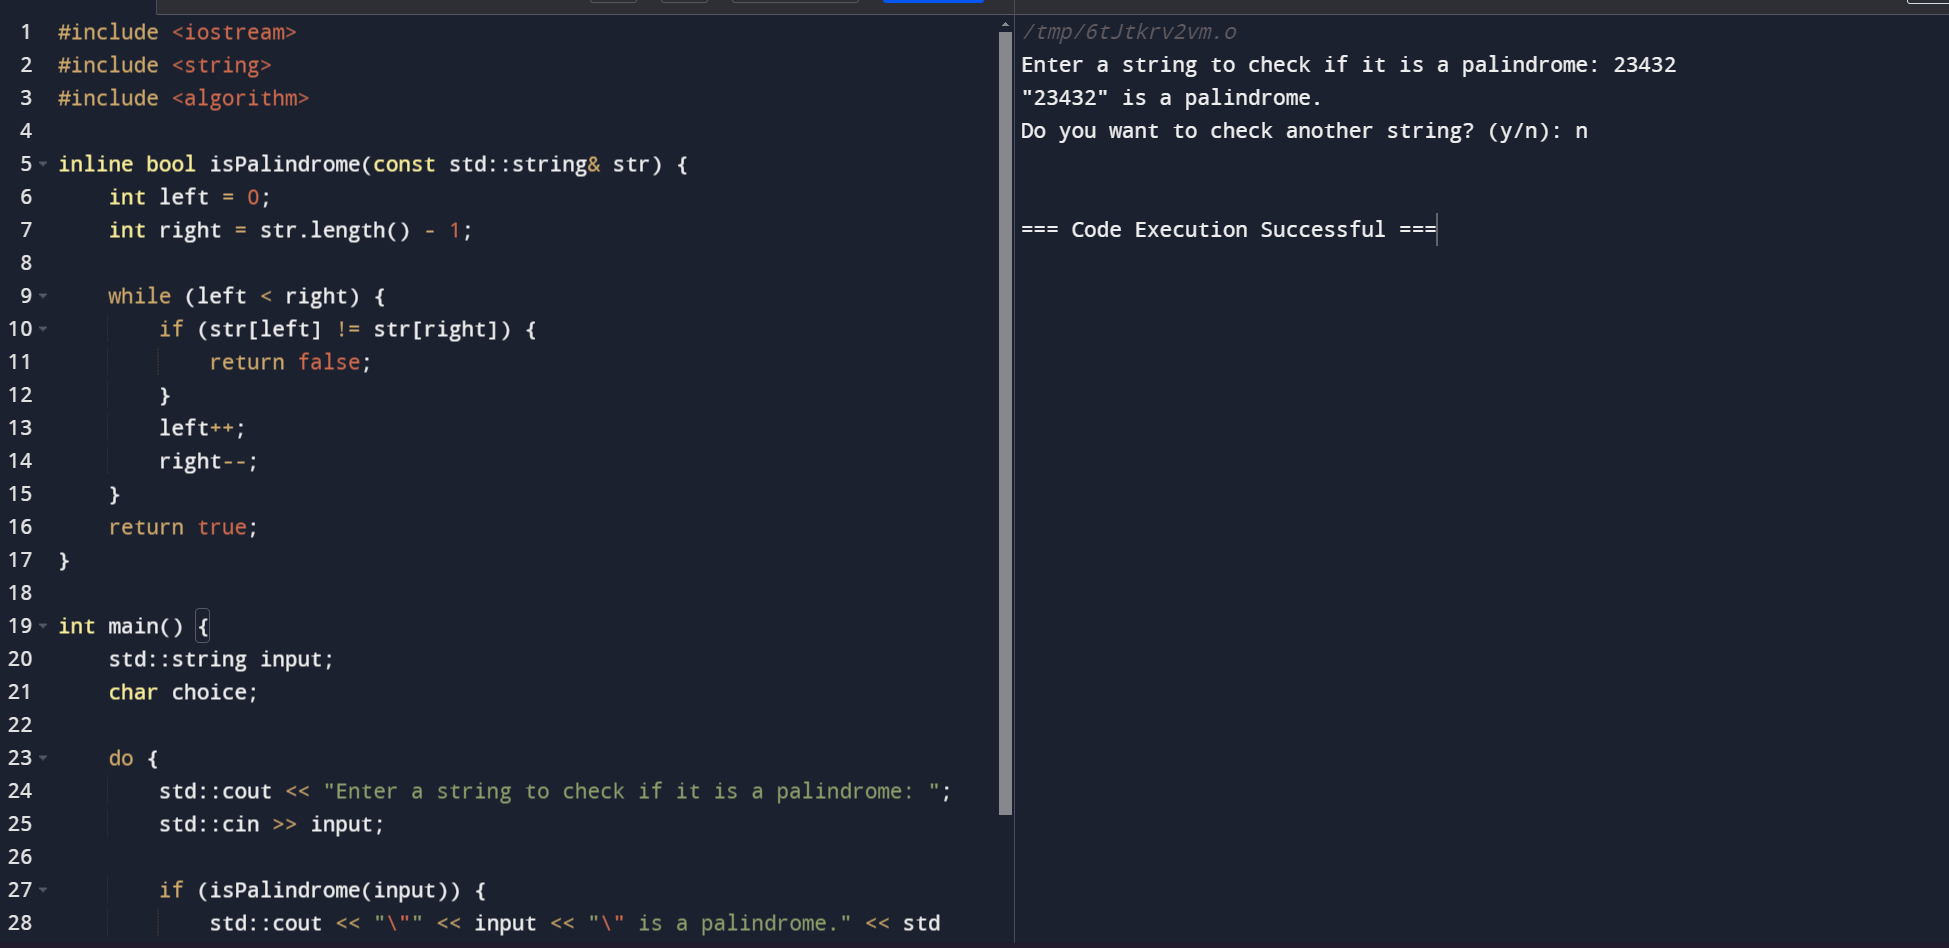 1 #include <iostream>
2 #include <string>
3 #include <algorithm>
4
5 inline bool isPalindrome(const std::string& str) {
6     int left = 0;
7     int right = str.length() - 1;
8
9     while (left < right) {
10         if (str[left] != str[right]) {
11             return false;
12         }
13         left++;
14         right--;
15     }
16     return true;
17 }
18
19 int main() {
20     std::string input;
21     char choice;
22
23     do {
24         std::cout << "Enter a string to check if it is a palindrome: ";
25         std::cin >> input;
26
27         if (isPalindrome(input)) {
28             std::cout << "\"" << input << "\" is a palindrome." << std
/tmp/6tJtkrv2vm.o
Enter a string to check if it is a palindrome: 23432
"23432" is a palindrome.
Do you want to check another string? (y/n): n
=== Code Execution Successful ===